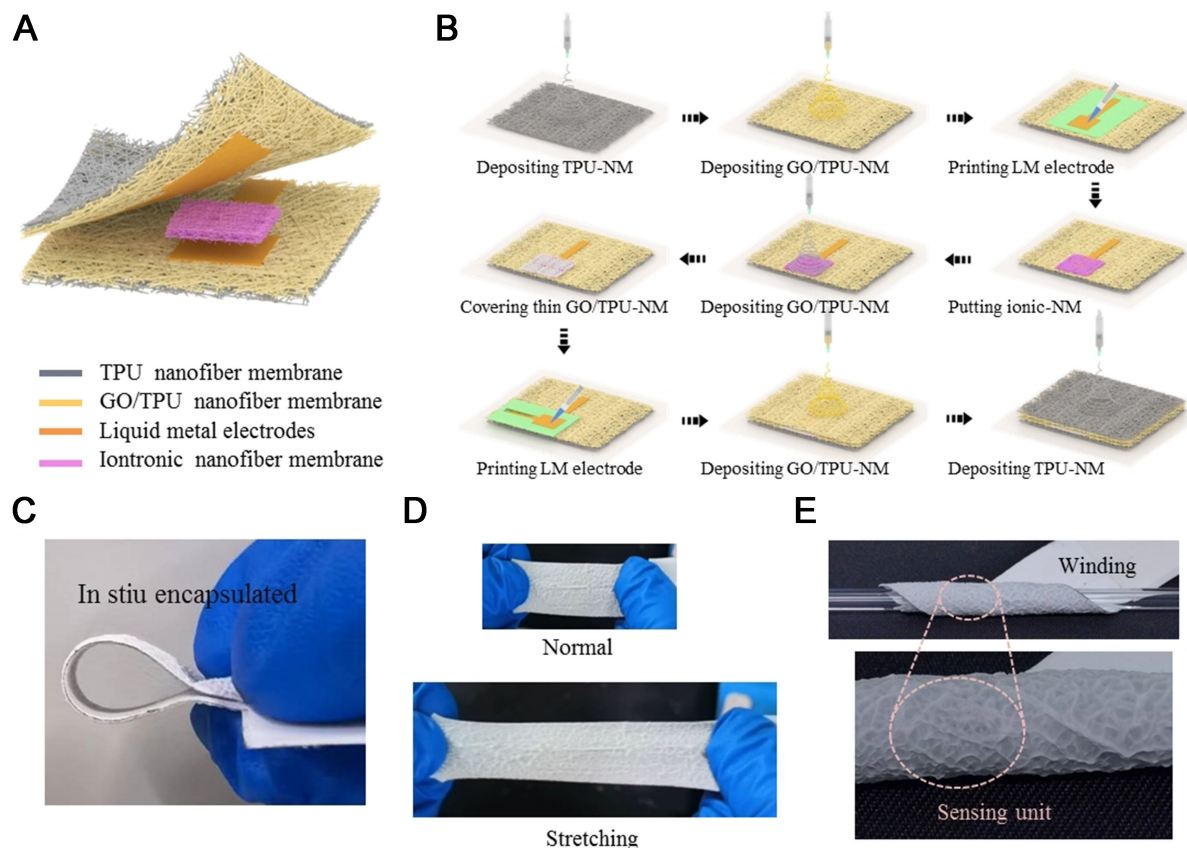 A
B
Depositing TPU-NM
Depositing GO/TPU-NM
Printing LM electrode
Covering thin GO/TPU-NM
Depositing GO/TPU-NM
Putting ionic-NM
Printing LM electrode
Depositing GO/TPU-NM
Depositing TPU-NM
TPU nanofiber membrane
GO/TPU nanofiber membrane
Liquid metal electrodes
Iontronic nanofiber membrane
C
In stiu encapsulated
D
Normal
Stretching
E
Winding
Sensing unit